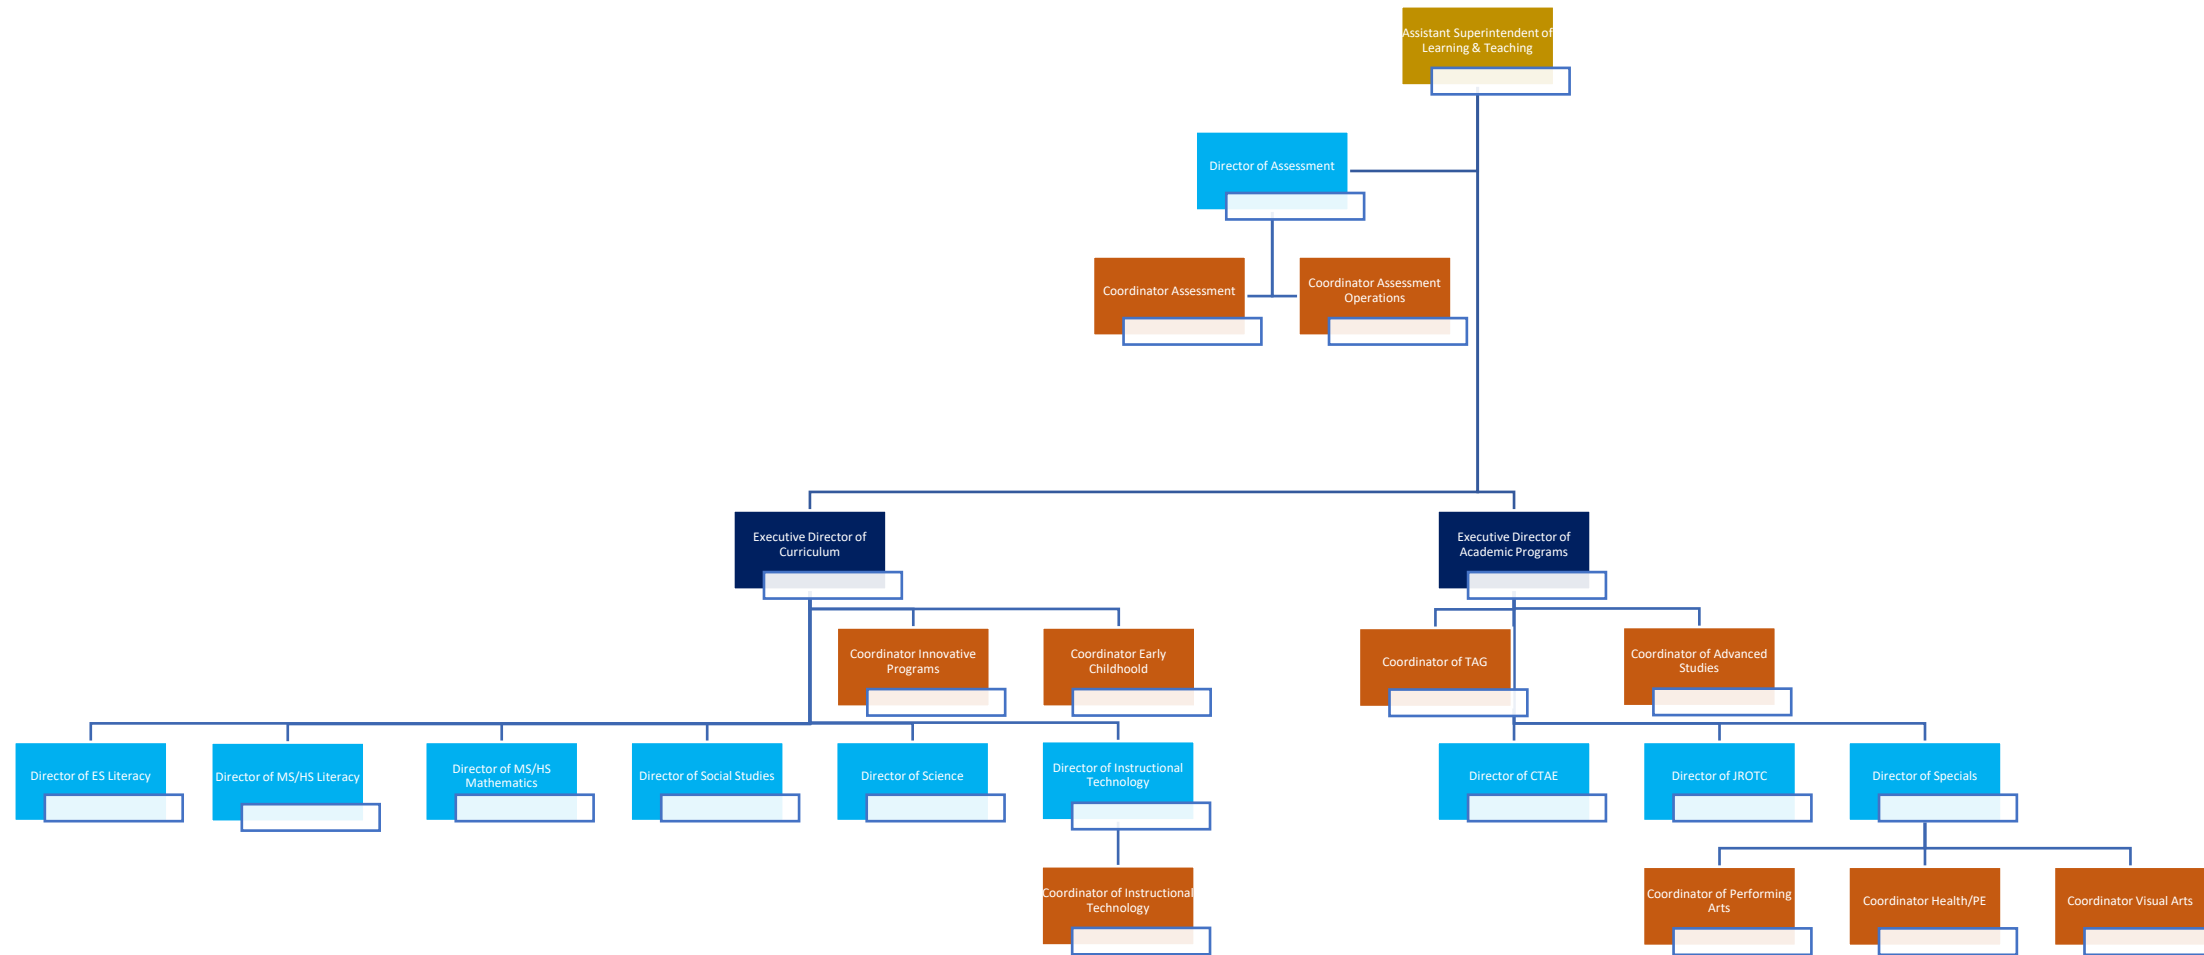 Assistant Superintendent of
Learning & Teaching
Director of Assessment
Coordinator Assessment
Coordinator Assessment
Operations
Executive Director of
Curriculum
Executive Director of
Academic Programs
Coordinator Innovative
Programs
Coordinator Early
Childhoold
Coordinator of TAG
Coordinator of Advanced
Studies
Director of ES Literacy
Director of MS/HS Literacy
Director of MS/HS
Mathematics
Director of Social Studies
Director of Science
Director of Instructional
Technology
Director of CTAE
Director of JROTC
Director of Specials
Coordinator of Instructional
Technology
Coordinator of Performing
Arts
Coordinator Health/PE
Coordinator Visual Arts